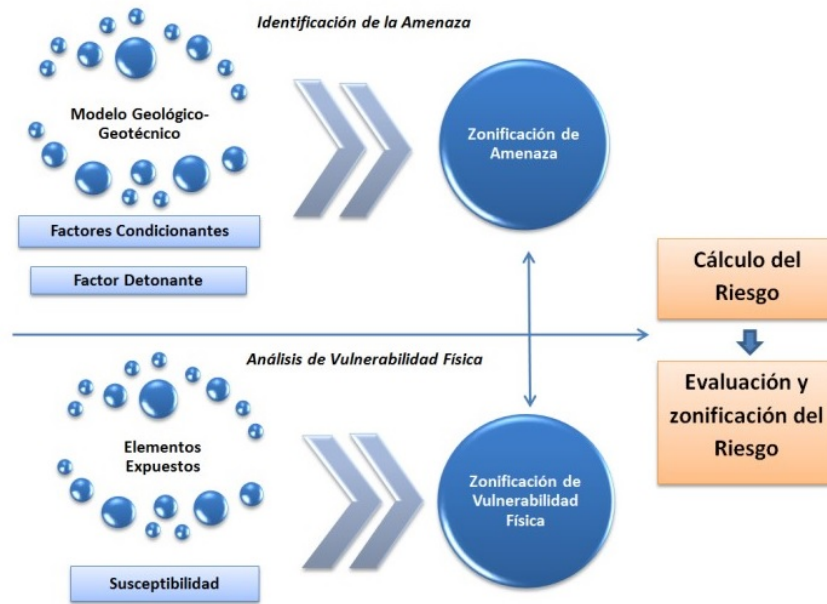 Identificación de la Amenaza
Modelo Geológico-
Geotécnico
Zonificación de
Amenaza
Factores Condicionantes
Factor Detonante
Cálculo del
Riesgo
Análisis de Vulnerabilidad Física
Elementos
Expuestos
Zonificación de
Vulnerabilidad
Física
Evaluación y
zonificación del
Riesgo
Susceptibilidad